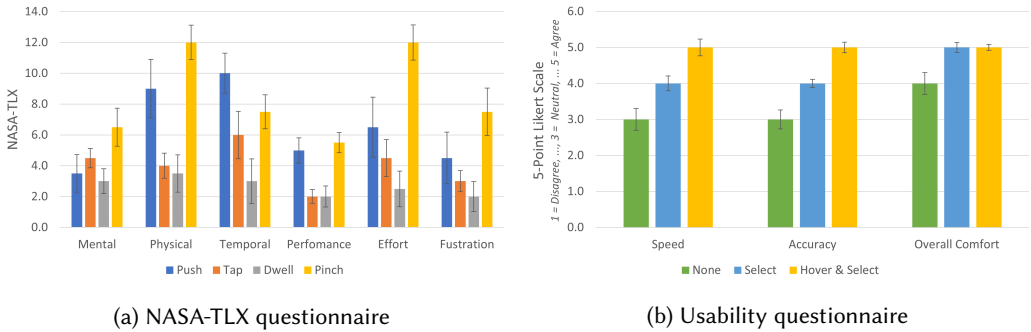 14.0
12.0
10.0
8.0
6.0
4.0
2.0
0.0
NASA-TLX
Mental Physical Temporal Perfomance Effort Fustration
Push Tap Dwell Pinch
(a) NASA-TLX questionnaire
6.0
5.0
4.0
3.0
2.0
1.0
0.0
5-Point Likert Scale
1 = Disagree, ..., 3 = Neutral, ... 5 = Agree
Speed Accuracy Overall Comfort
None Select Hover & Select
(b) Usability questionnaire